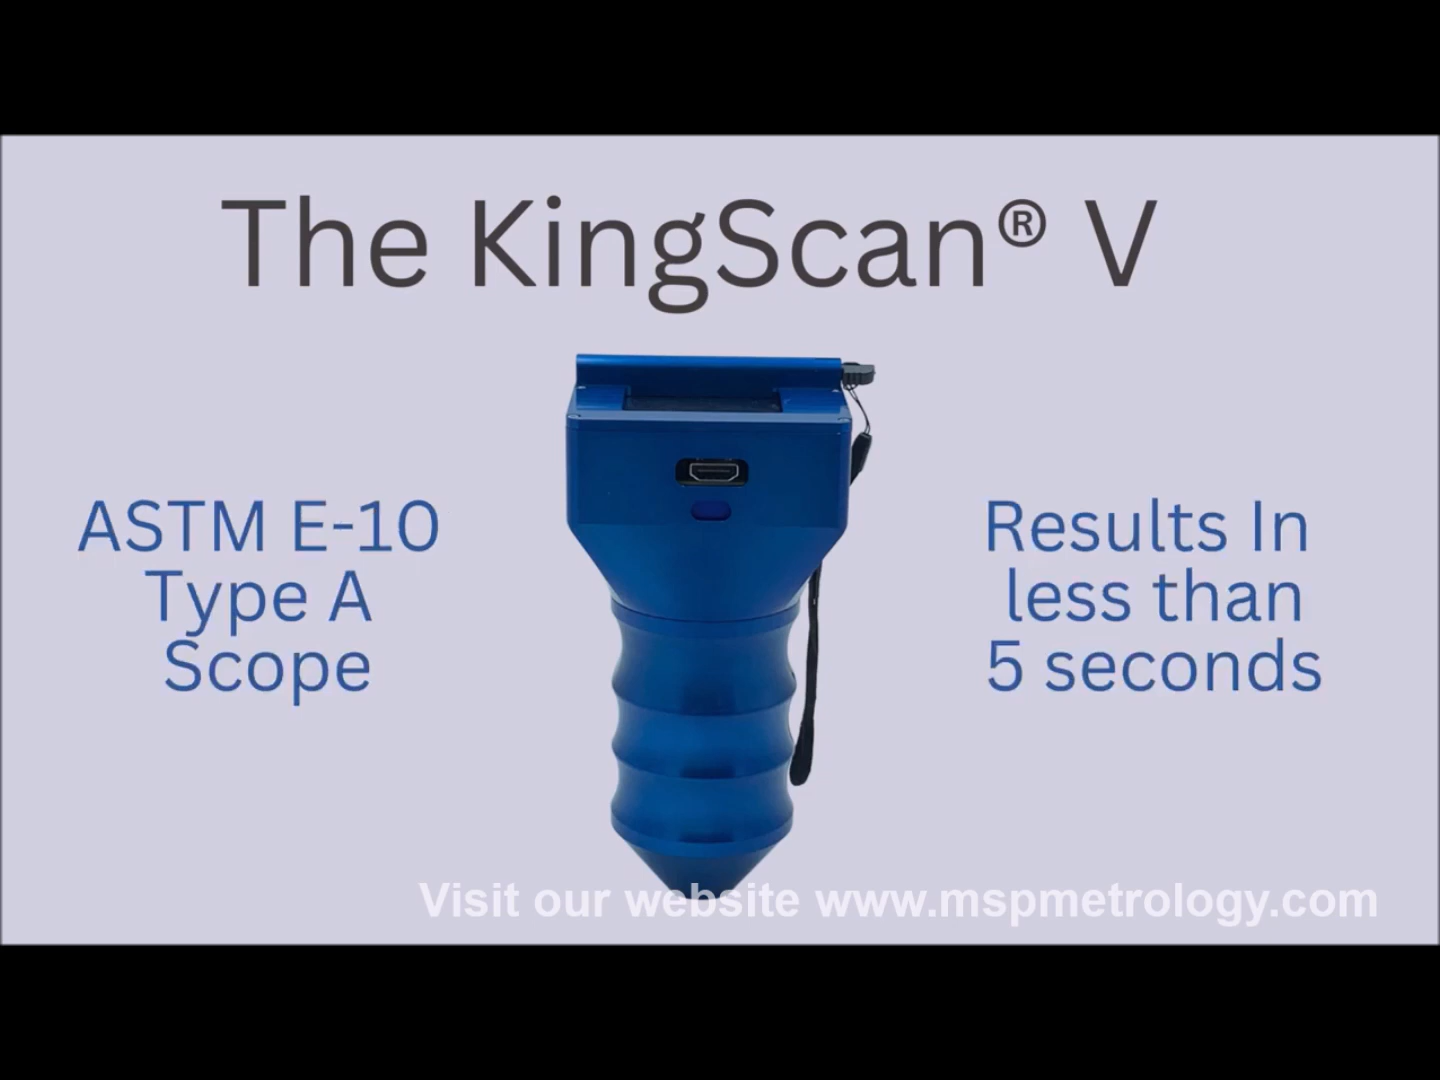 The KingScan® V
ASTM E-10
Type A
Scope
Results In
less than
5 seconds
Visit our website www.mspmetrology.com